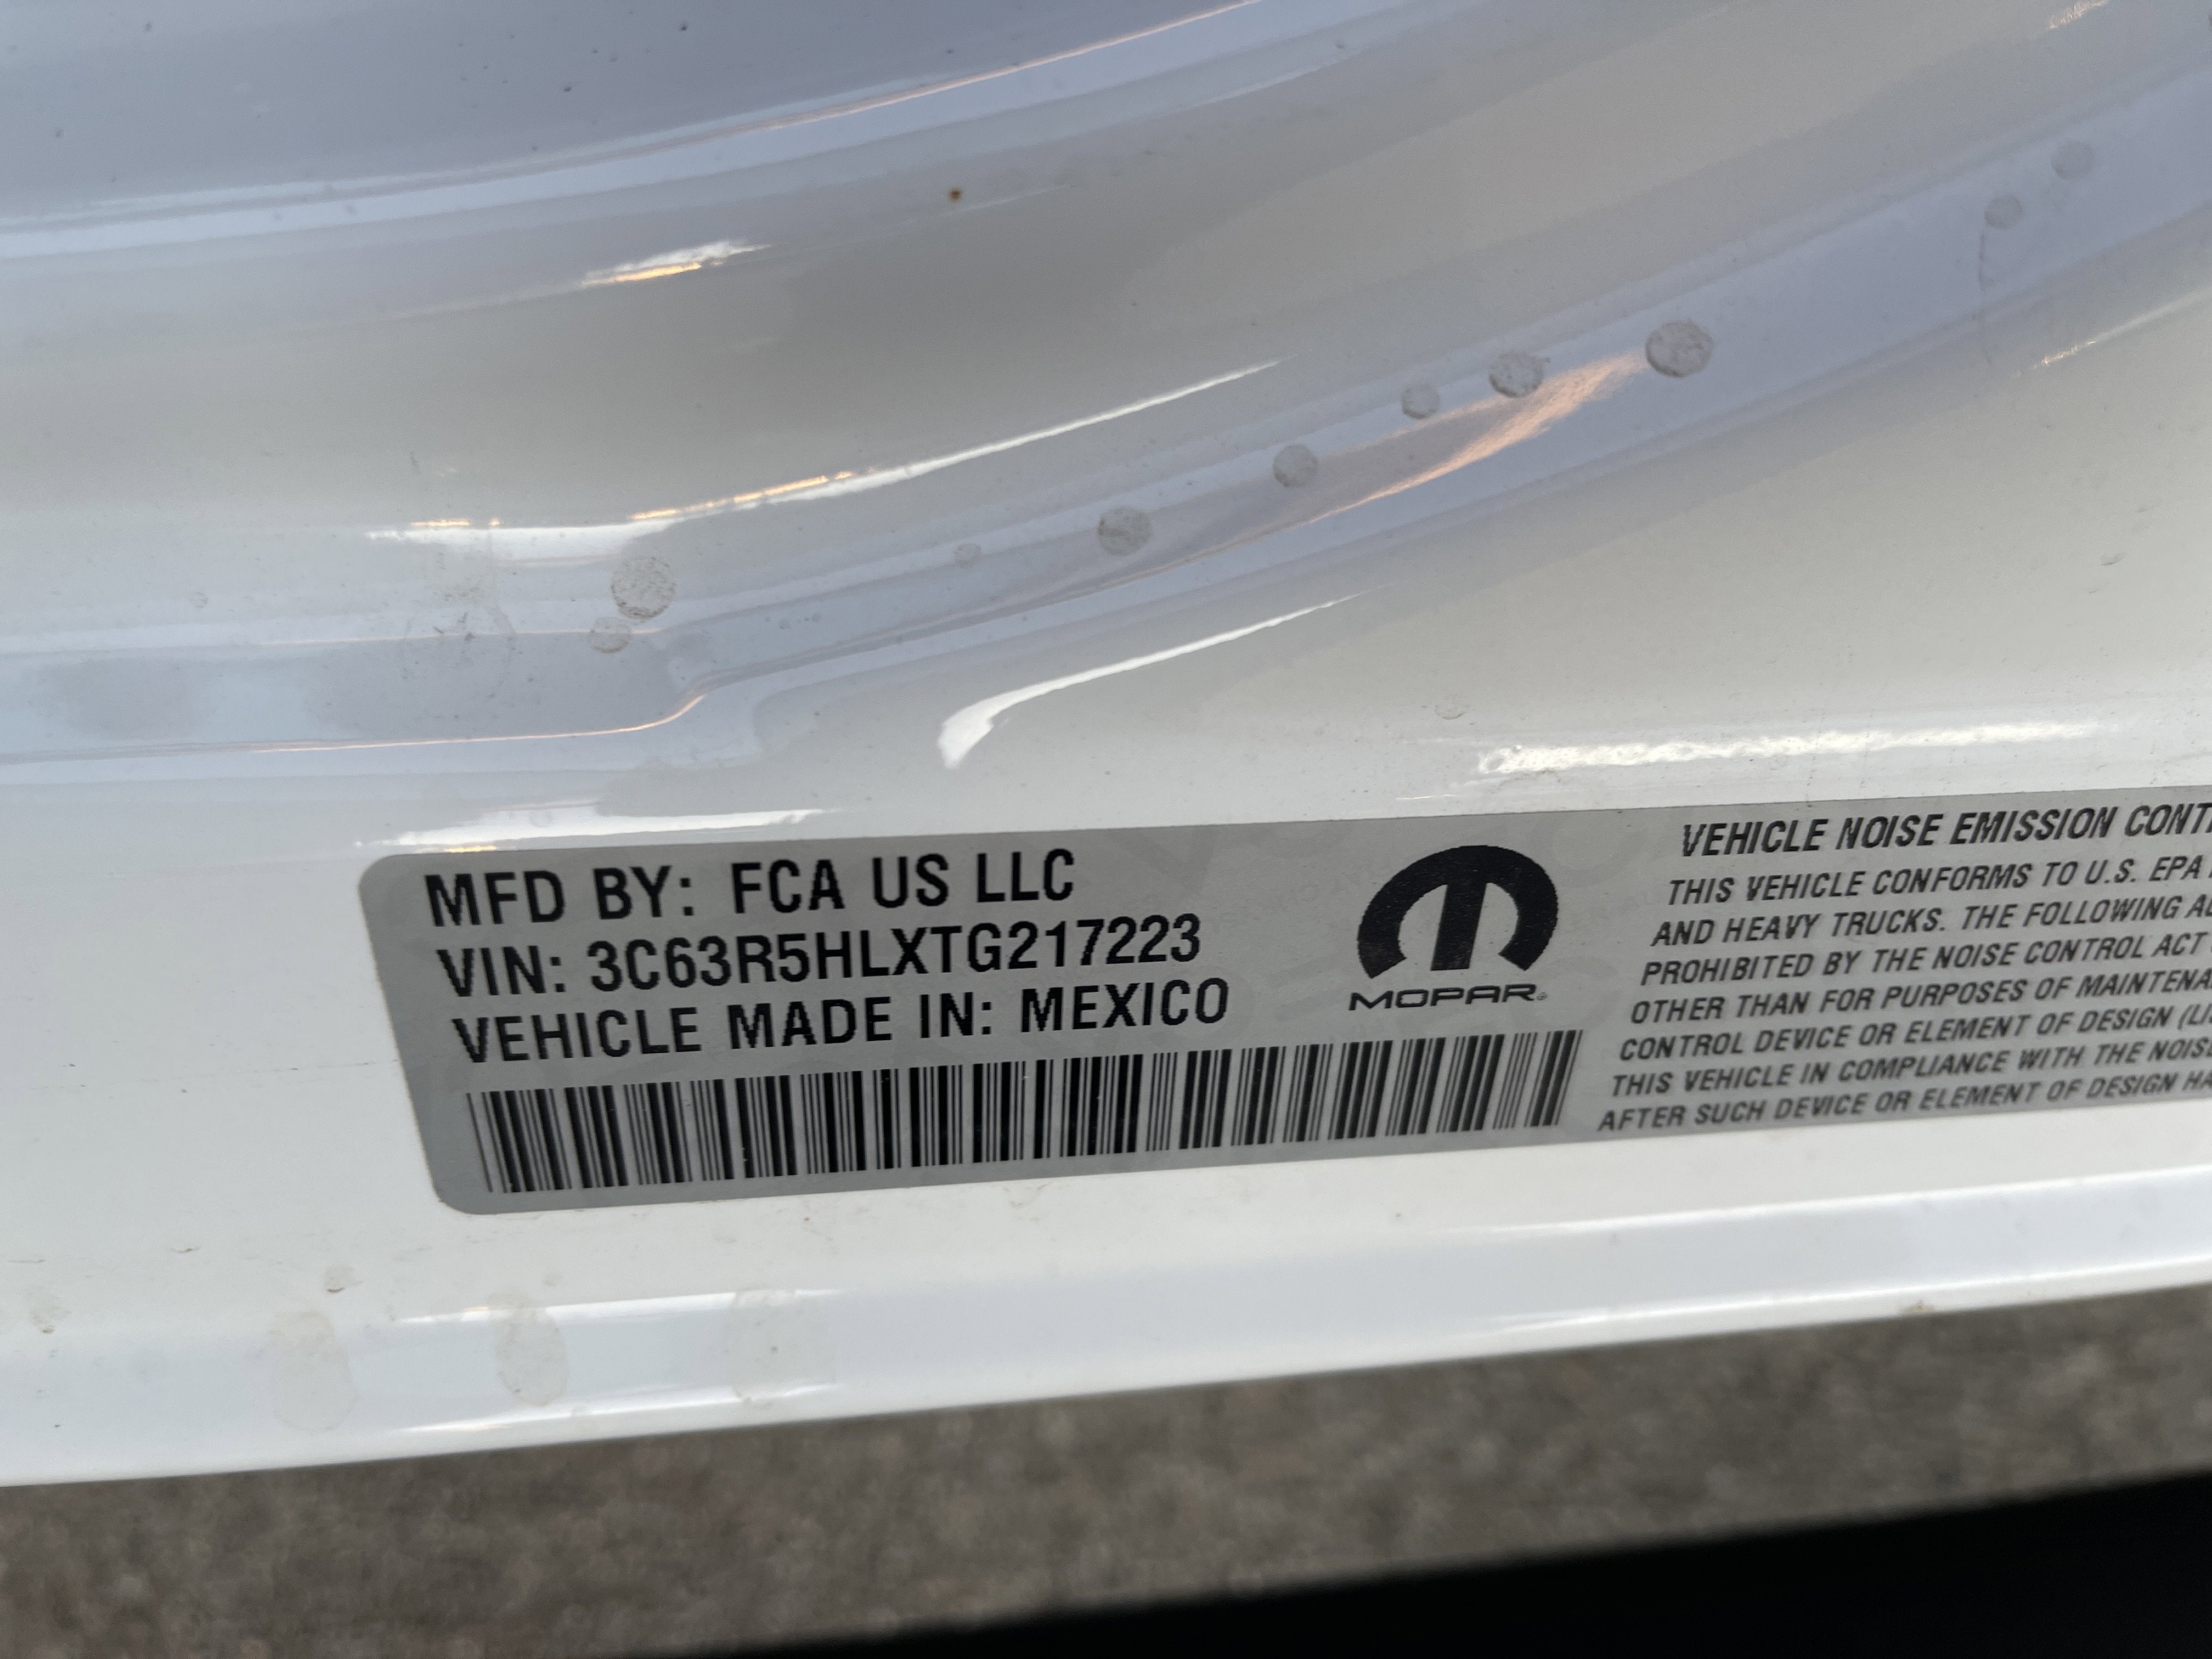 MFD BY: FCA US LLC
VIN: 3C63R5HLXTG217223
VEHICLE MADE IN: MEXICO
MOPAR
VEHICLE NOISE EMISSION
THIS VEHICLE CONFORMS TO U.S. EPA
AND HEAVY TRUCKS. THE FOLLOWING
PROHIBITED BY THE NOISE CONTROL ACT
OTHER THAN FOR PURPOSES OF
CONTROL DEVICE OR ELEMENT OF DESIGN
THIS VEHICLE IN COMPLIANCE WITH THE
AFTER SUCH DEVICE OR ELEMENT OF DESIGN